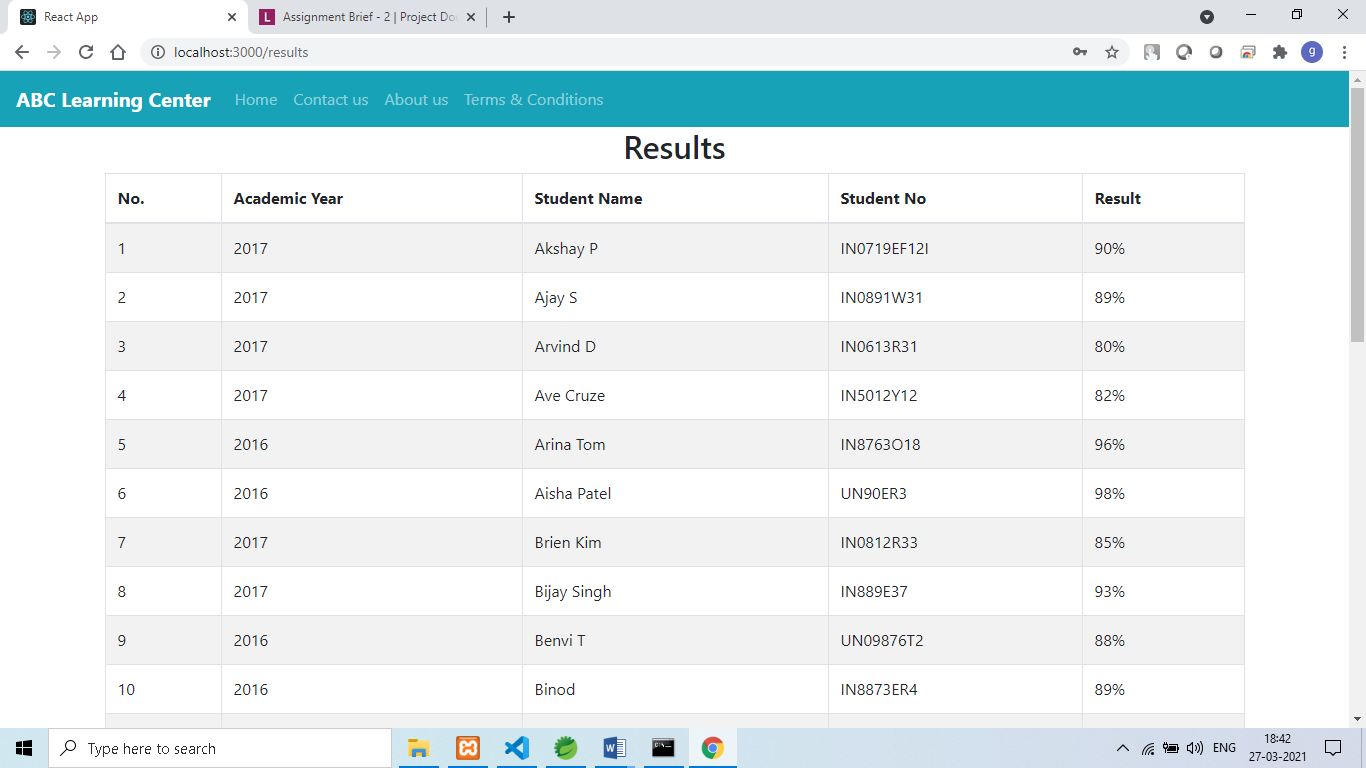 React App
Assignment Brief - 2 | Project Do
localhost:3000/results
g
ABC Learning Center Home Contact us About us Terms & Conditions
Results
No. Academic Year Student Name Student No Result
1 2017 Akshay P IN0719EF12I 90%
2 2017 Ajay S IN0891W31 89%
3 2017 Arvind D IN0613R31 80%
4 2017 Ave Cruze IN5012Y12 82%
5 2016 Arina Tom IN8763O18 96%
6 2016 Aisha Patel UN90ER3 98%
7 2017 Brien Kim IN0812R33 85%
8 2017 Bijay Singh IN889E37 93%
9 2016 Benvi T UN09876T2 88%
10 2016 Binod IN8873ER4 89%
Type here to search
ENG
18:42
27-03-2021